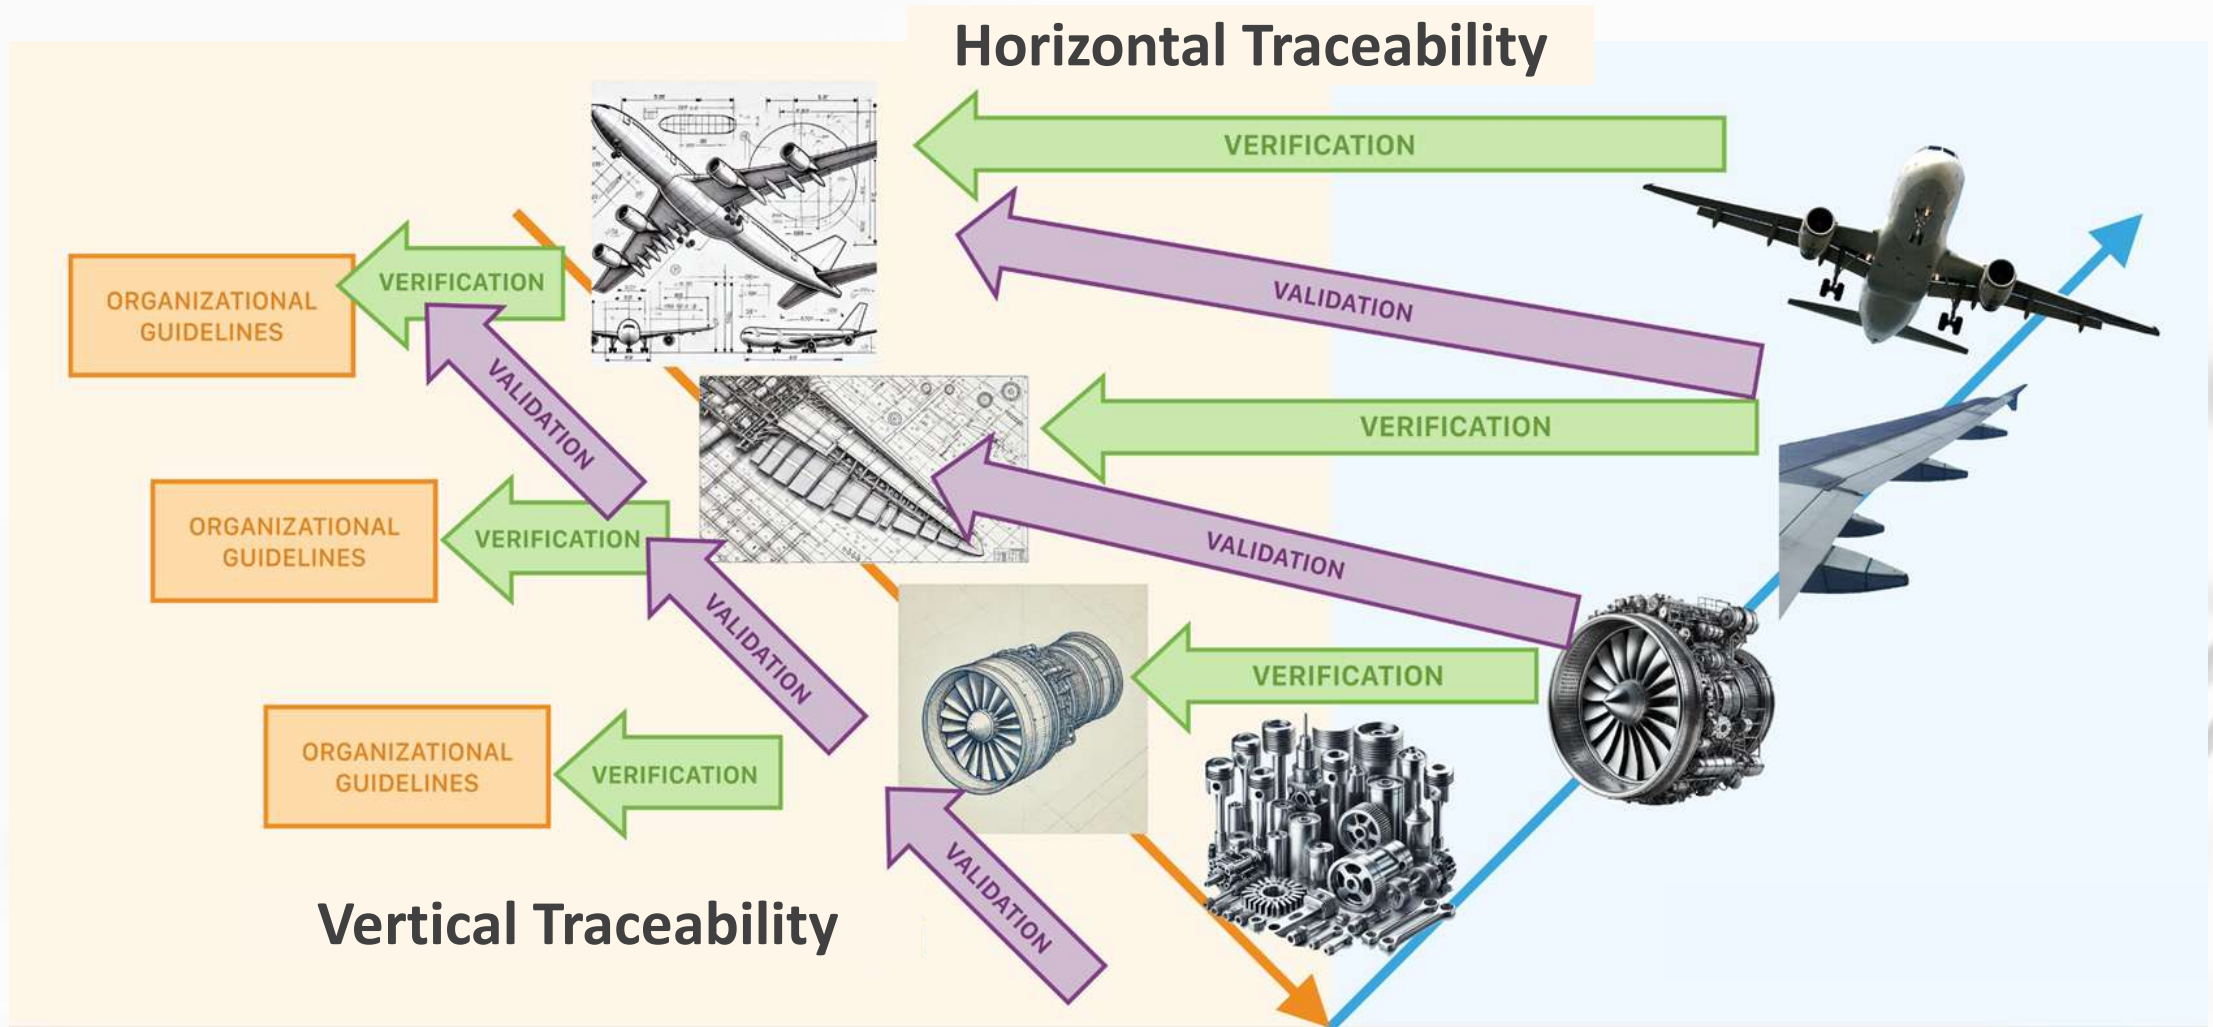 Horizontal Traceability
VERIFICATION
VALIDATION
VERIFICATION
ORGANIZATIONAL
GUIDELINES
VALIDATION
VERIFICATION
VALIDATION
VERIFICATION
ORGANIZATIONAL
GUIDELINES
VALIDATION
VERIFICATION
VERIFICATION
ORGANIZATIONAL
GUIDELINES
VALIDATION
Vertical Traceability